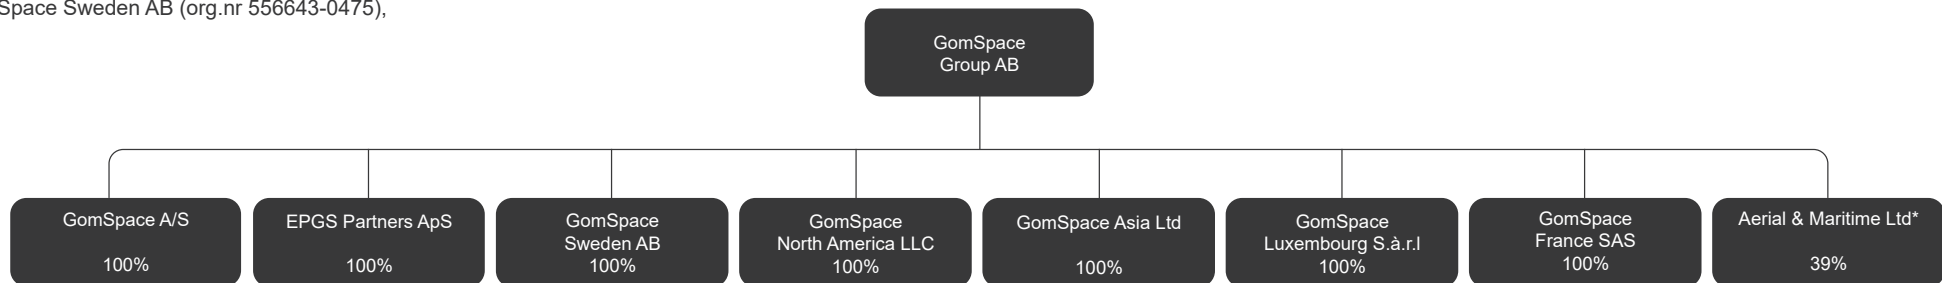 Space Sweden AB (org.nr 556643-0475),
GomSpace
Group AB
GomSpace A/S
100%
EPGS Partners ApS
100%
GomSpace
Sweden AB
100%
GomSpace
North America LLC
100%
GomSpace Asia Ltd
100%
GomSpace
Luxembourg S.à.r.l
100%
GomSpace
France SAS
100%
Aerial & Maritime Ltd*
39%